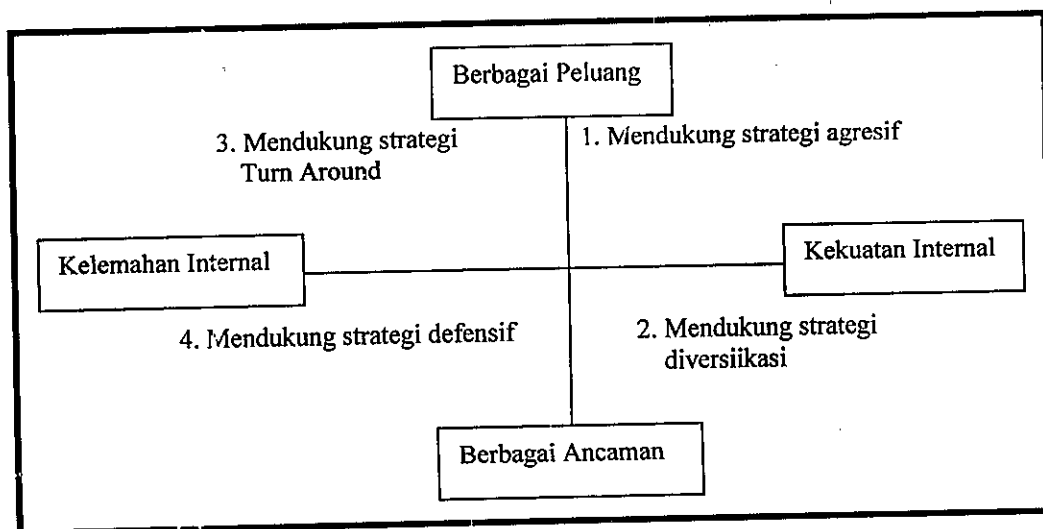 Berbagai Peluang
3. Mendukung strategi
Turn Around
1. Mendukung strategi agresif
Kelemahan Internal
Kekuatan Internal
4. Mendukung strategi defensif
2. Mendukung strategi
diversiikasi
Berbagai Ancaman